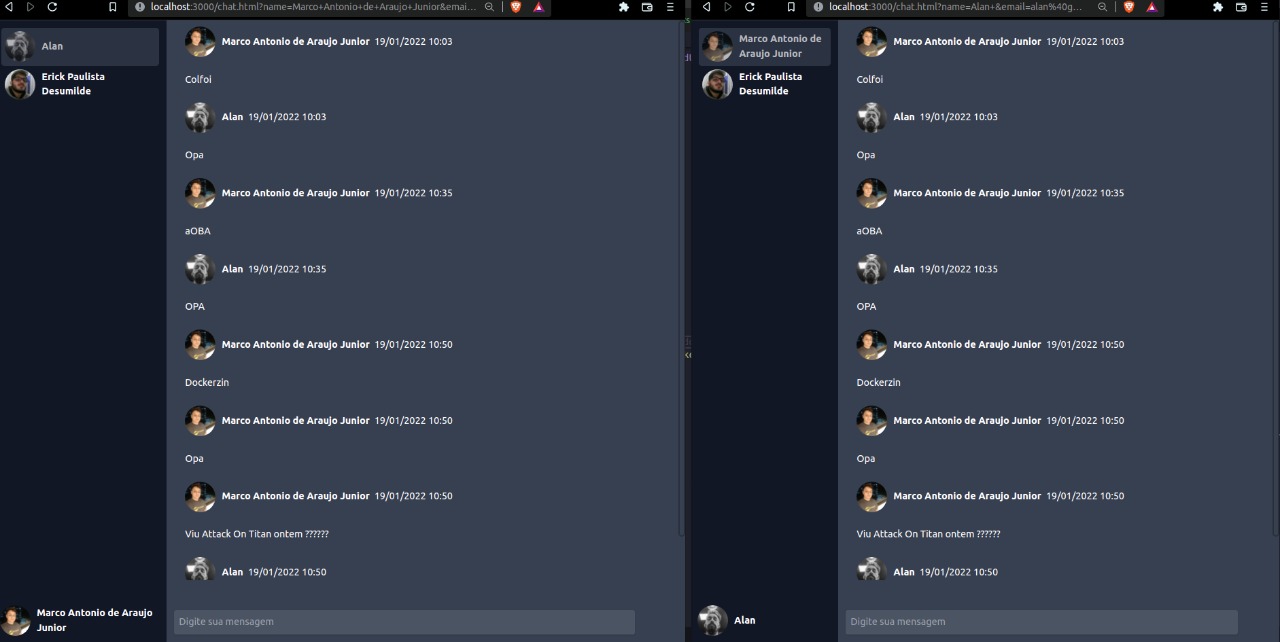 localhost:3000/chat.html?name=Marco+Antonio+de+Araujo+Junior&emai...
Alan
Erick Paulista
Desumilde
Marco Antonio de Araujo Junior 19/01/2022 10:03
Colfoi
Alan 19/01/2022 10:03
Opa
Marco Antonio de Araujo Junior 19/01/2022 10:35
aOBA
Alan 19/01/2022 10:35
OPA
Marco Antonio de Araujo Junior 19/01/2022 10:50
Dockerzin
Marco Antonio de Araujo Junior 19/01/2022 10:50
Opa
Marco Antonio de Araujo Junior 19/01/2022 10:50
Viu Attack On Titan ontem ??????
Alan 19/01/2022 10:50
Marco Antonio de Araujo
Junior
Digite sua mensagem
localhost:3000/chat.html?name=Alan+&email=alan%40g...
Marco Antonio de
Araujo Junior
Erick Paulista
Desumilde
Marco Antonio de Araujo Junior 19/01/2022 10:03
Colfoi
Alan 19/01/2022 10:03
Opa
Marco Antonio de Araujo Junior 19/01/2022 10:35
aOBA
Alan 19/01/2022 10:35
OPA
Marco Antonio de Araujo Junior 19/01/2022 10:50
Dockerzin
Marco Antonio de Araujo Junior 19/01/2022 10:50
Opa
Marco Antonio de Araujo Junior 19/01/2022 10:50
Viu Attack On Titan ontem ??????
Alan 19/01/2022 10:50
Alan
Digite sua mensagem